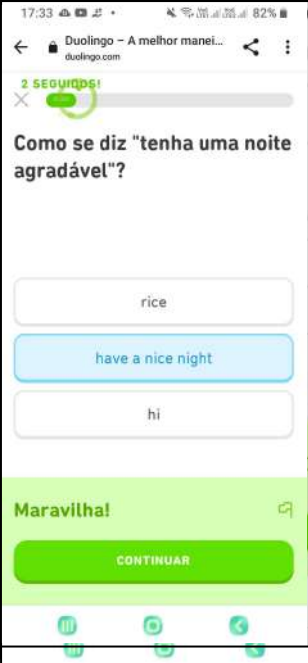 17:33 82%
Duolingo – A melhor manei...
duolingo.com
2 SEGUIDOS!
Como se diz "tenha uma noite
agradável"?
rice
have a nice night
hi
Maravilha!
CONTINUAR